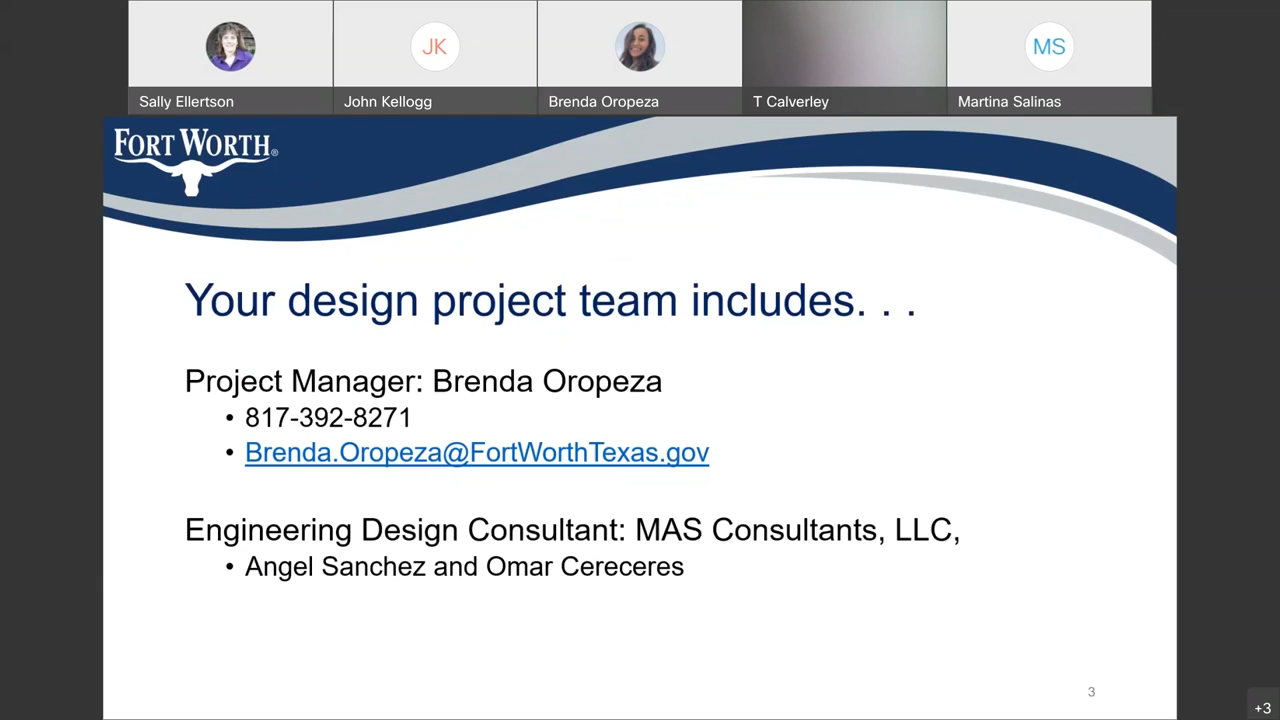 JK
MS
Sally Ellertson
John Kellogg
Brenda Oropeza
T Calverley
Martina Salinas
FORT WORTH®
Your design project team includes. . .
Project Manager: Brenda Oropeza
• 817-392-8271
• Brenda.Oropeza@FortWorthTexas.gov
Engineering Design Consultant: MAS Consultants, LLC,
• Angel Sanchez and Omar Cereceres
3
+3